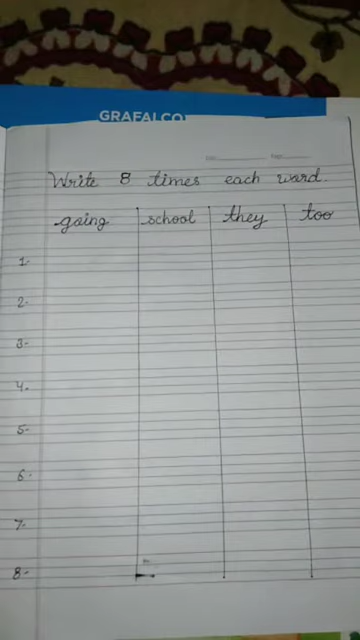 GRAFALCO
Write 8 times each word.
going school they too
1-
2-
3-
4-
5-
6-
7-
8-